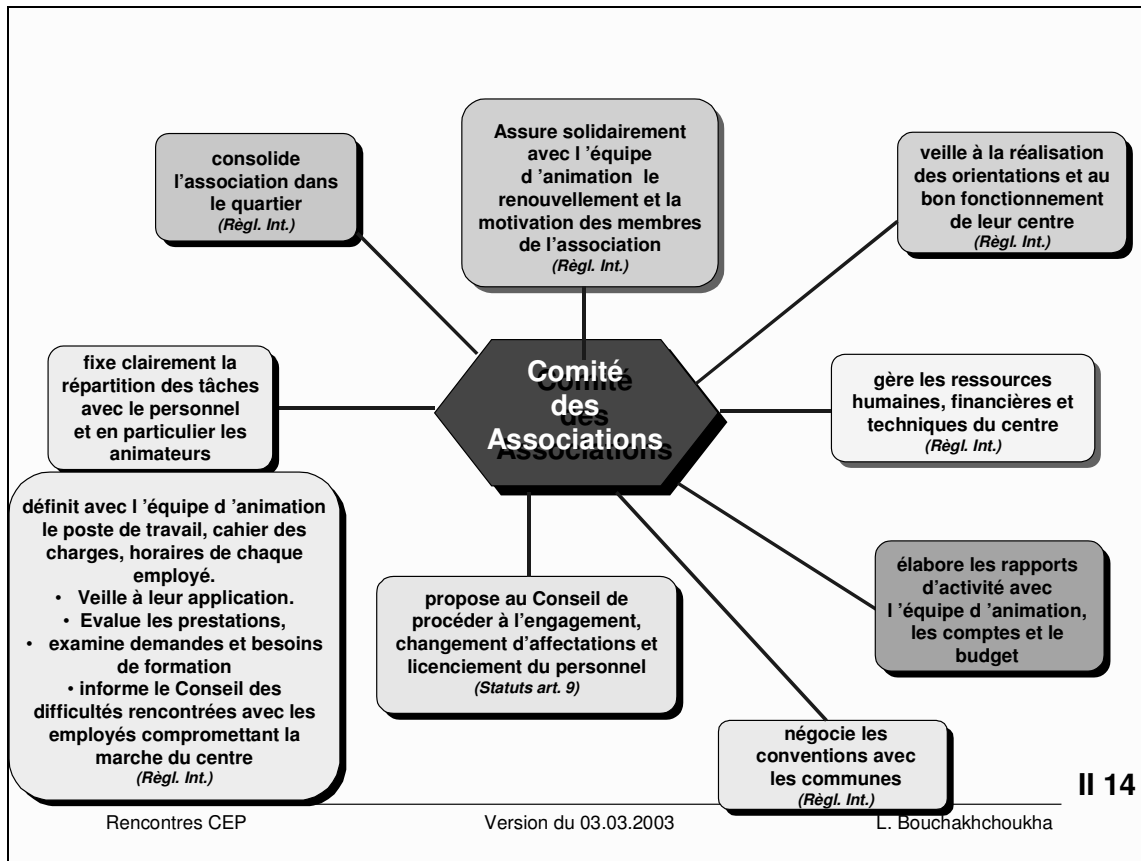 consolide
l'association dans
le quartier
(Règl. Int.)
Assure solidairement
avec l 'équipe
d 'animation le
renouvellement et la
motivation des membres
de l'association
(Règl. Int.)
veille à la réalisation
des orientations et au
bon fonctionnement
de leur centre
(Règl. Int.)
Comité
des
Associations
fixe clairement la
répartition des tâches
avec le personnel
et en particulier les
animateurs
gère les ressources
humaines, financières et
techniques du centre
(Règl. Int.)
définit avec l 'équipe d 'animation
le poste de travail, cahier des
charges, horaires de chaque
employé.
• Veille à leur application.
• Evalue les prestations,
• examine demandes et besoins
de formation
• informe le Conseil des
difficultés rencontrées avec les
employés compromettant la
marche du centre
(Règl. Int.)
propose au Conseil de
procéder à l'engagement,
changement d'affectations et
licenciement du personnel
(Statuts art. 9)
élabore les rapports
d'activité avec
l 'équipe d 'animation,
les comptes et le
budget
négocie les
conventions avec
les communes
(Règl. Int.)
II 14
Rencontres CEP
Version du 03.03.2003
L. Bouchakhchoukha